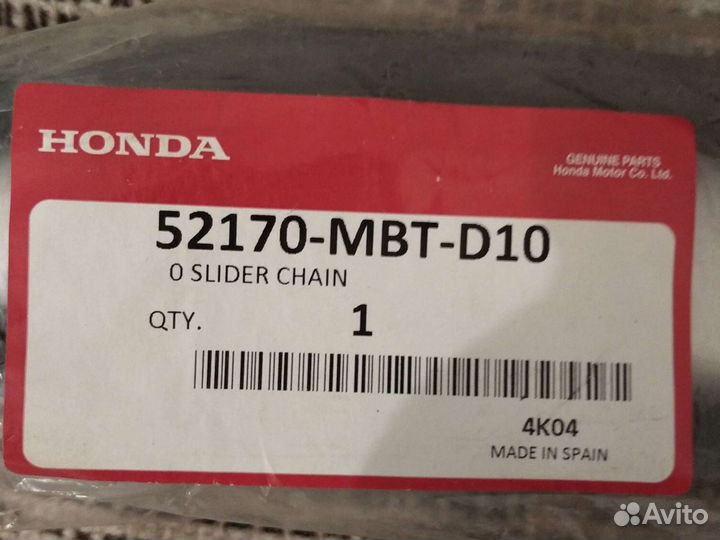 HONDA
GENUINE PARTS
Honda Motor Co. Ltd.
52170-MBT-D10
0 SLIDER CHAIN
QTY. 1
4K04
MADE IN SPAIN
Avito